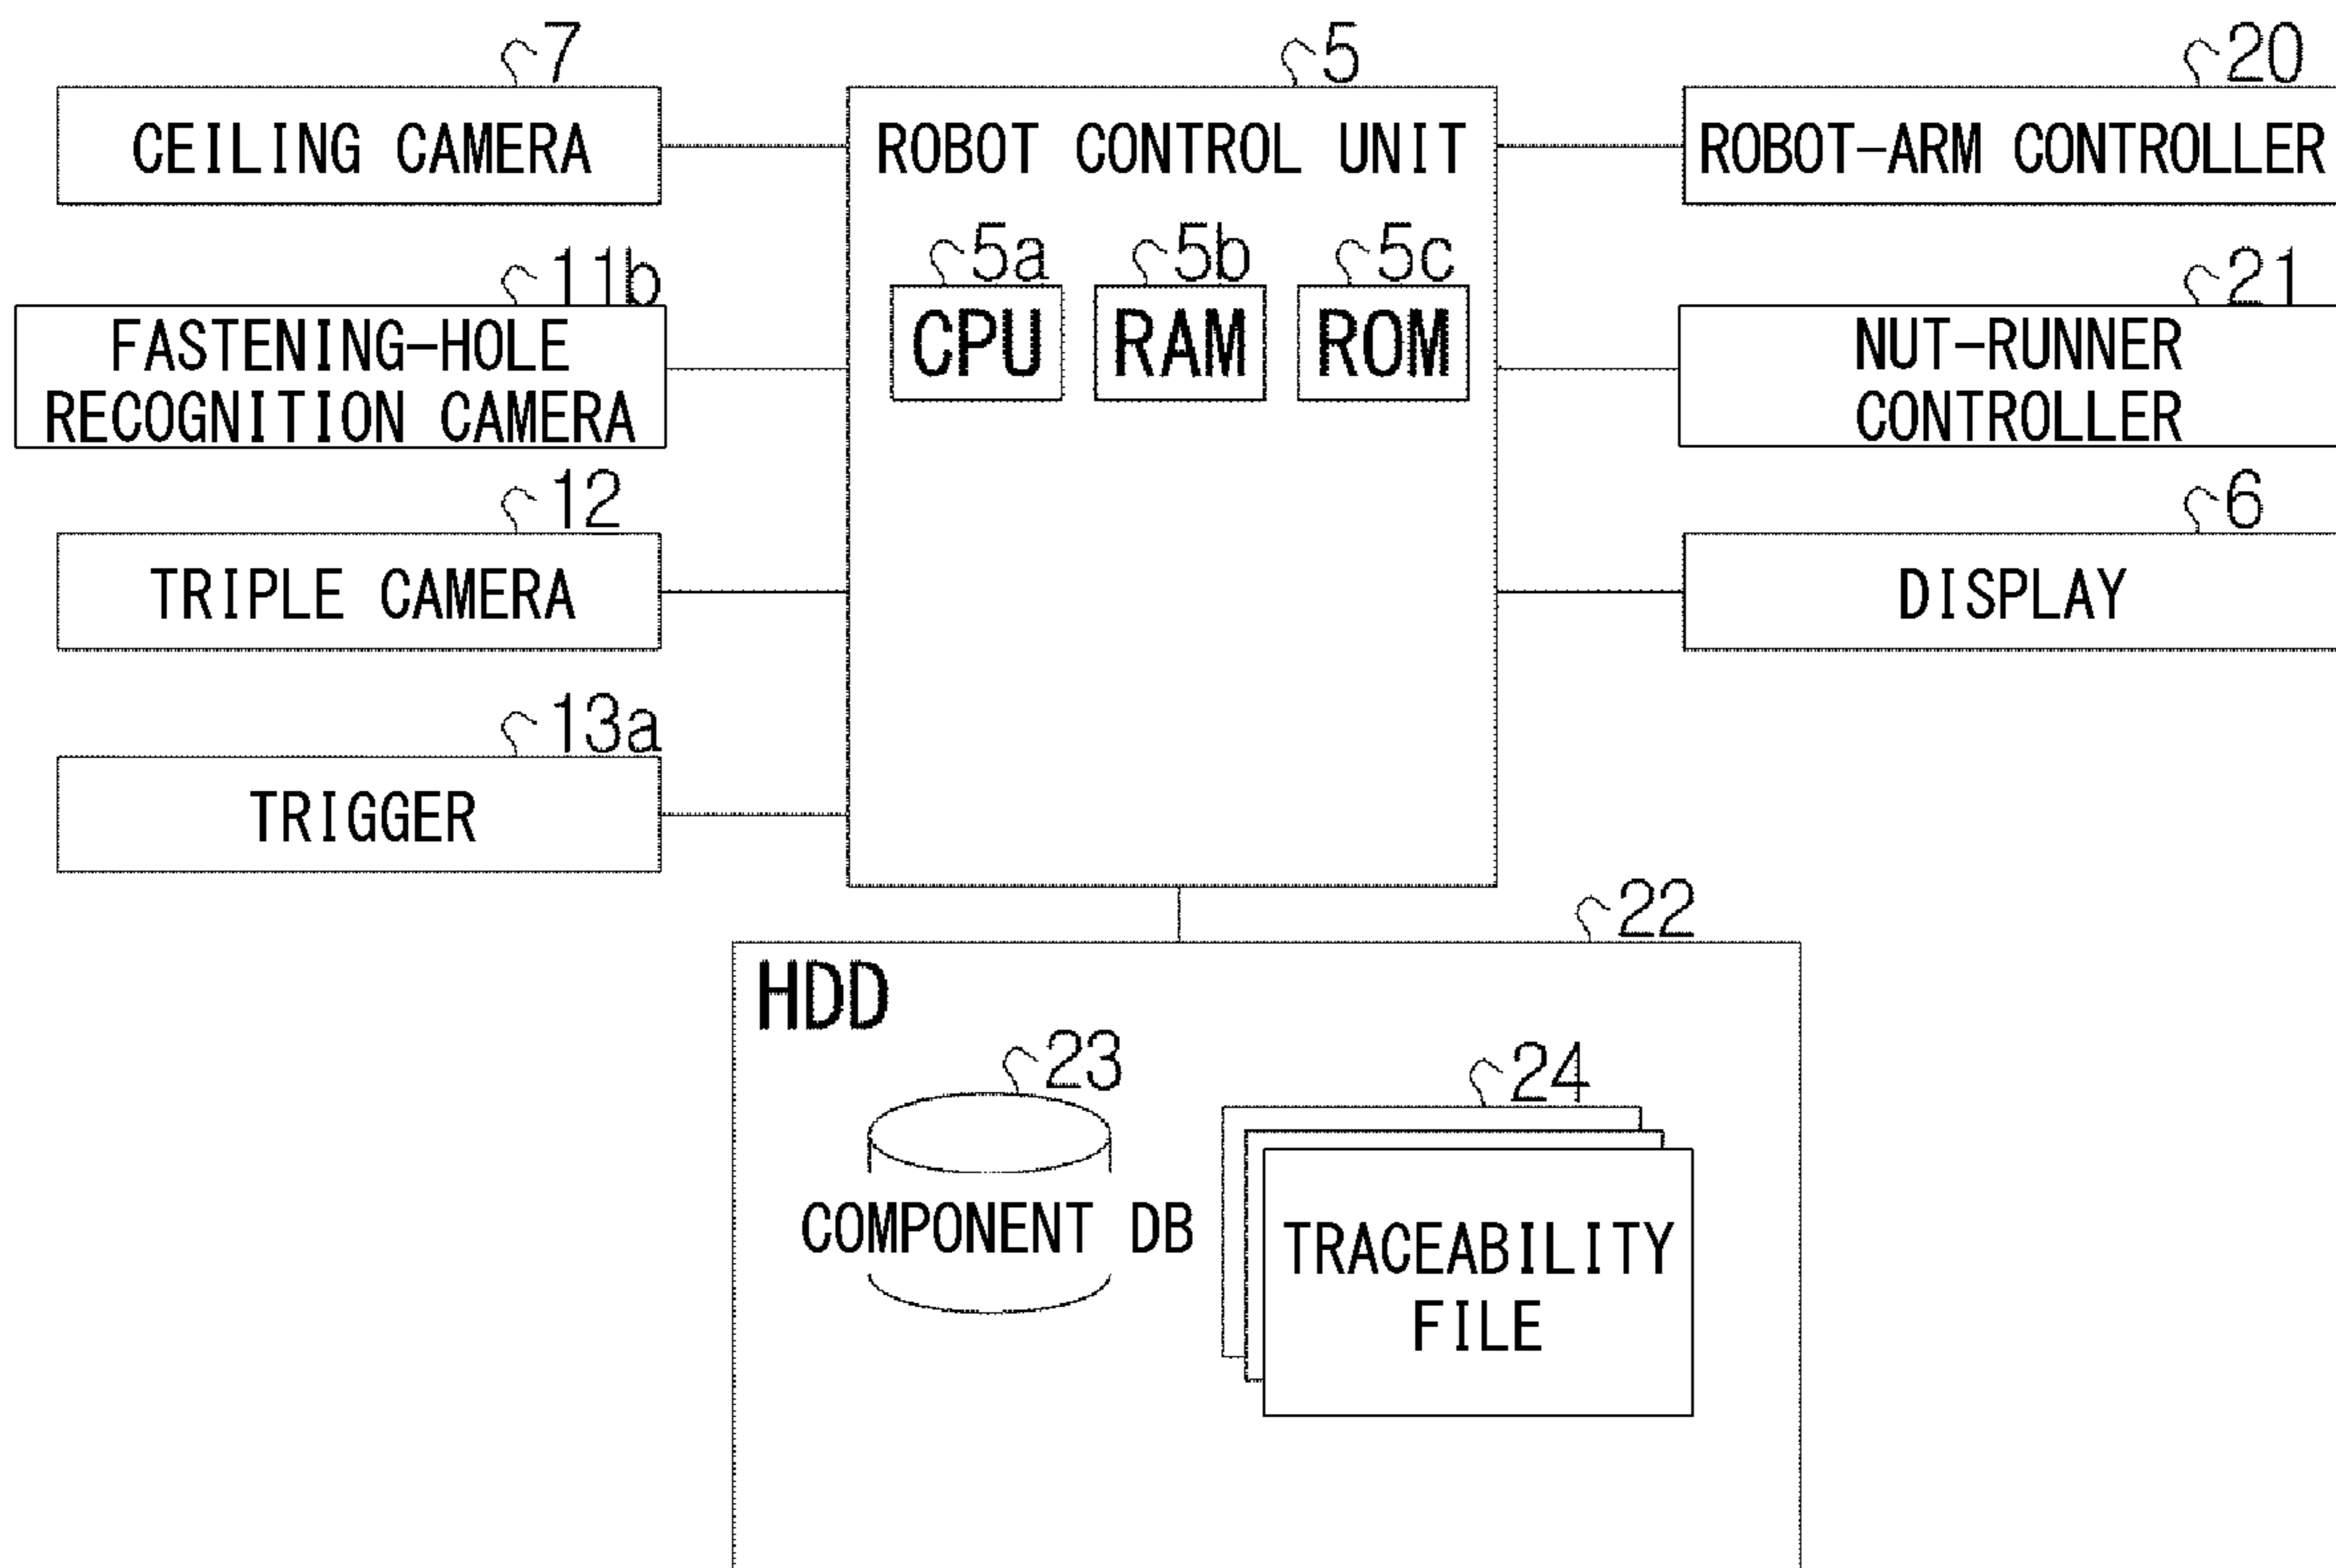 7
CEILING CAMERA
11b
FASTENING-HOLE
RECOGNITION CAMERA
12
TRIPLE CAMERA
13a
TRIGGER
5
ROBOT CONTROL UNIT
5a
CPU
5b
RAM
5c
ROM
20
ROBOT-ARM CONTROLLER
21
NUT-RUNNER
CONTROLLER
6
DISPLAY
22
HDD
23
COMPONENT DB
24
TRACEABILITY
FILE